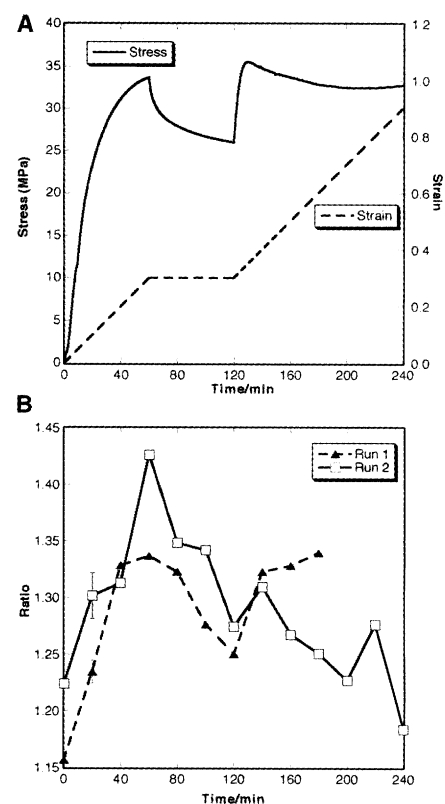 A
40
35
30
25
20
15
10
5
0
Stress (MPa)
Stress
Strain
1.2
1.0
0.8
0.6
0.4
0.2
0.0
Strain
0 40 80 120 160 200 240
Time/min
B
1.45
1.40
1.35
1.30
1.25
1.20
1.15
Ratio
Run 1
Run 2
0 40 80 120 160 200 240
Time/min